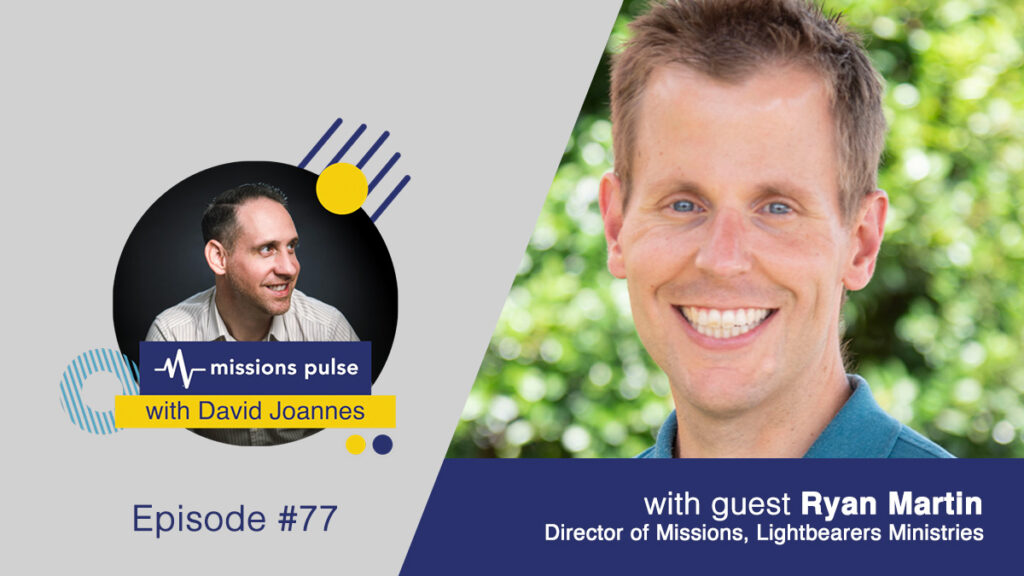 missions pulse
with David Joannes
Episode #77
with guest Ryan Martin
Director of Missions, Lightbearers Ministries